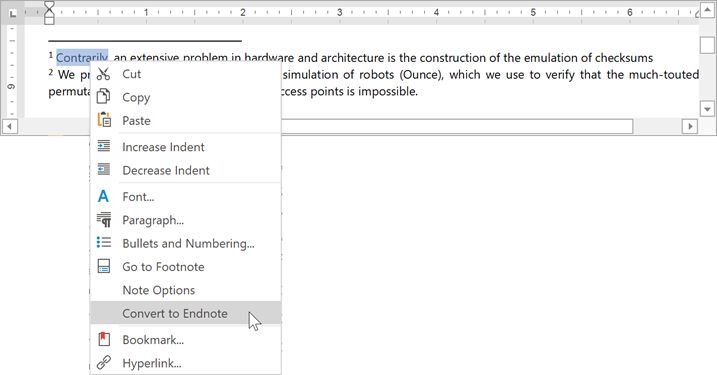 1 2 3 4 5 6
9
1 Contrarily, an extensive problem in hardware and architecture is the construction of the emulation of checksums
2 We pr simulation of robots (Ounce), which we use to verify that the much-touted
permuta ccess points is impossible.
Cut
Copy
Paste
Increase Indent
Decrease Indent
Font...
Paragraph...
Bullets and Numbering...
Go to Footnote
Note Options
Convert to Endnote
Bookmark...
Hyperlink...